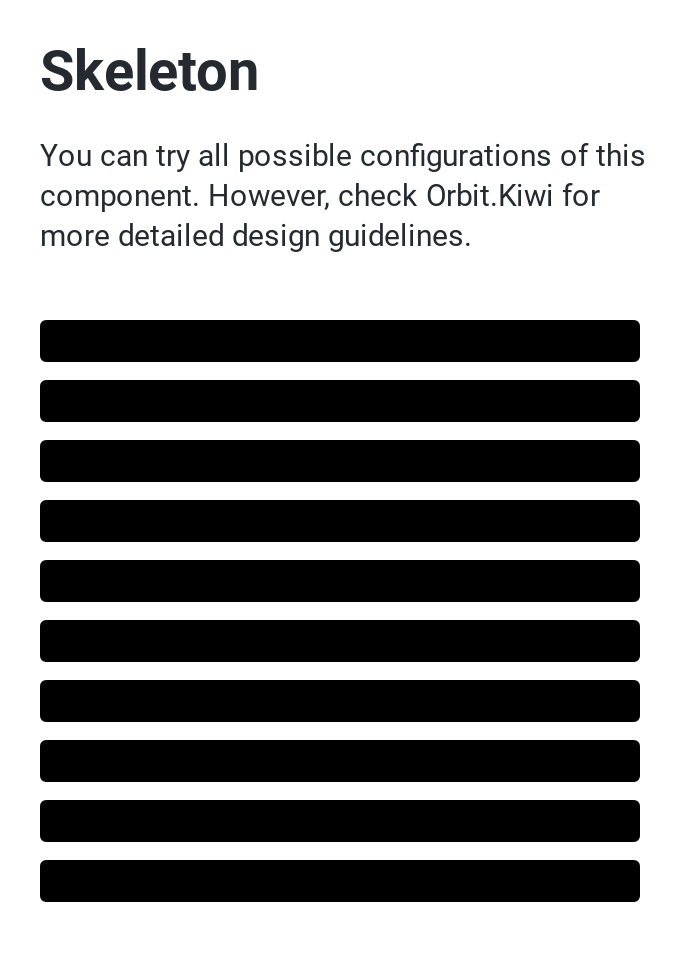 Skeleton
You can try all possible configurations of this
component. However, check Orbit.Kiwi for
more detailed design guidelines.